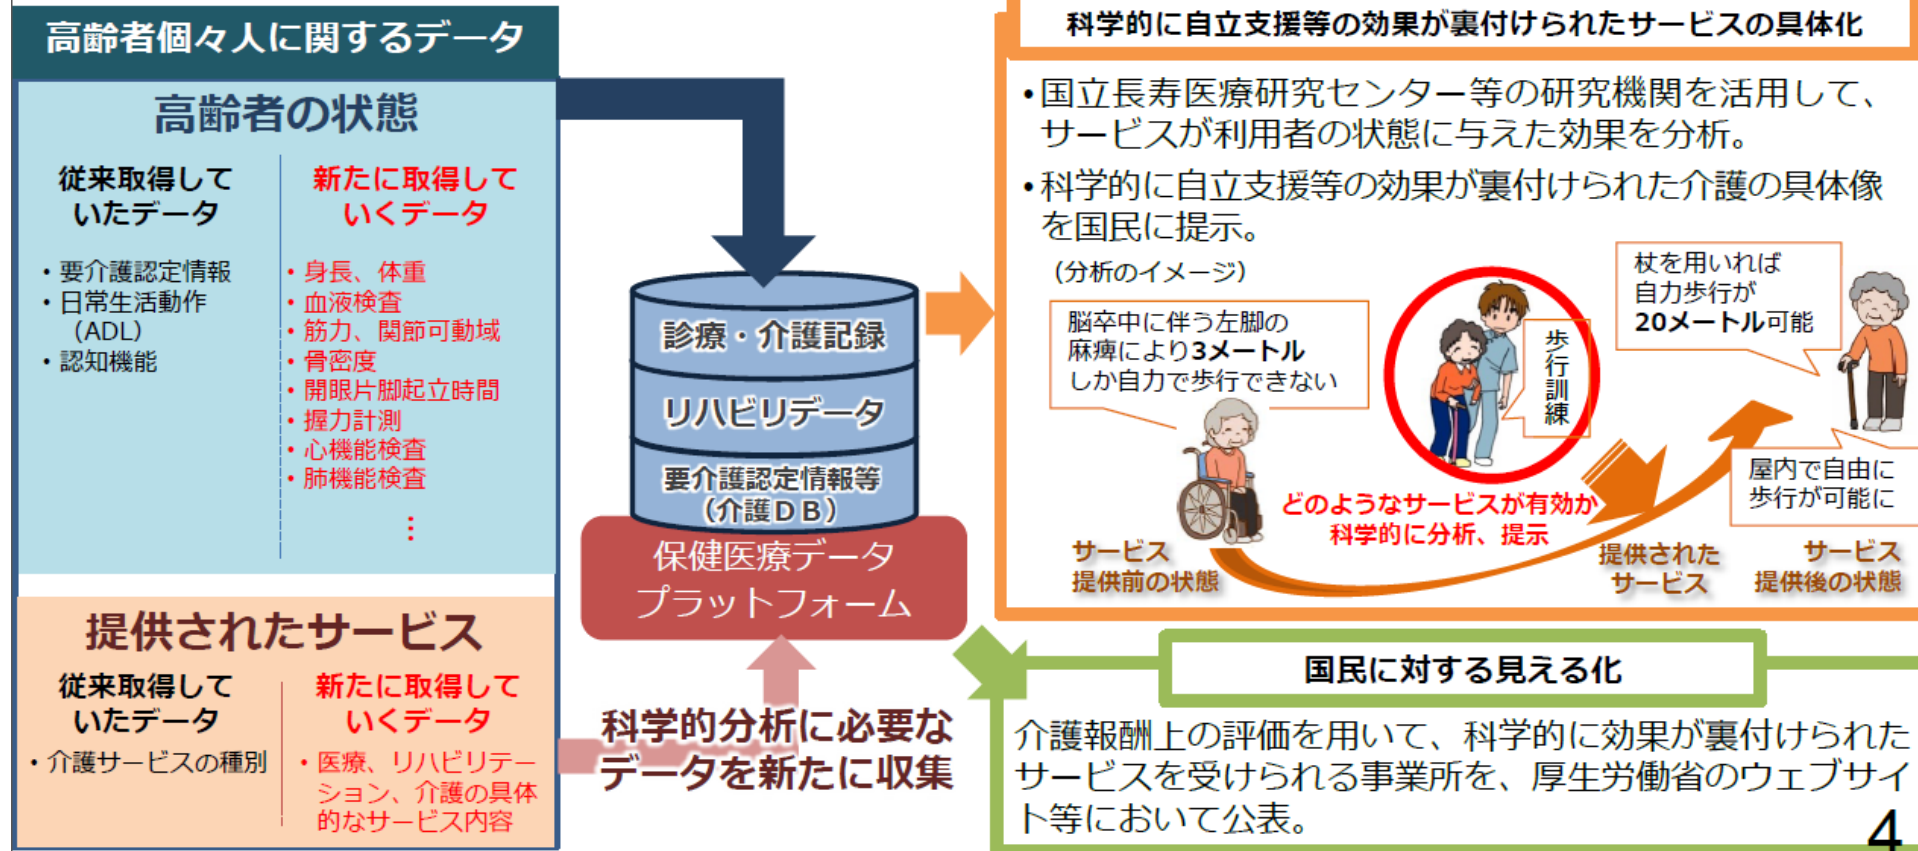 高齢者個々人に関するデータ
高齢者の状態
従来取得して
いたデータ
・要介護認定情報
・日常生活動作
（ADL）
・認知機能
新たに取得して
いくデータ
・身長、体重
・血液検査
・筋力、関節可動域
・骨密度
・開眼片脚起立時間
・握力計測
・心機能検査
・肺機能検査
…
提供されたサービス
従来取得して
いたデータ
・介護サービスの種別
新たに取得して
いくデータ
・医療、リハビリテー
ション、介護の具体
的なサービス内容
診療・介護記録
リハビリデータ
要介護認定情報等
（介護ＤＢ）
保健医療データ
プラットフォーム
科学的分析に必要な
データを新たに収集
科学的に自立支援等の効果が裏付けられたサービスの具体化
・国立長寿医療研究センター等の研究機関を活用して、
サービスが利用者の状態に与えた効果を分析。
・科学的に自立支援等の効果が裏付けられた介護の具体像
を国民に提示。
（分析のイメージ）
脳卒中に伴う左脚の
麻痺により3メートル
しか自力で歩行できない
歩行訓練
杖を用いれば
自力歩行が
20メートル可能
屋内で自由に
歩行が可能に
どのようなサービスが有効か
科学的に分析、提示
サービス
提供前の状態
提供された
サービス
サービス
提供後の状態
国民に対する見える化
介護報酬上の評価を用いて、科学的に効果が裏付けられた
サービスを受けられる事業所を、厚生労働省のウェブサイ
ト等において公表。
4